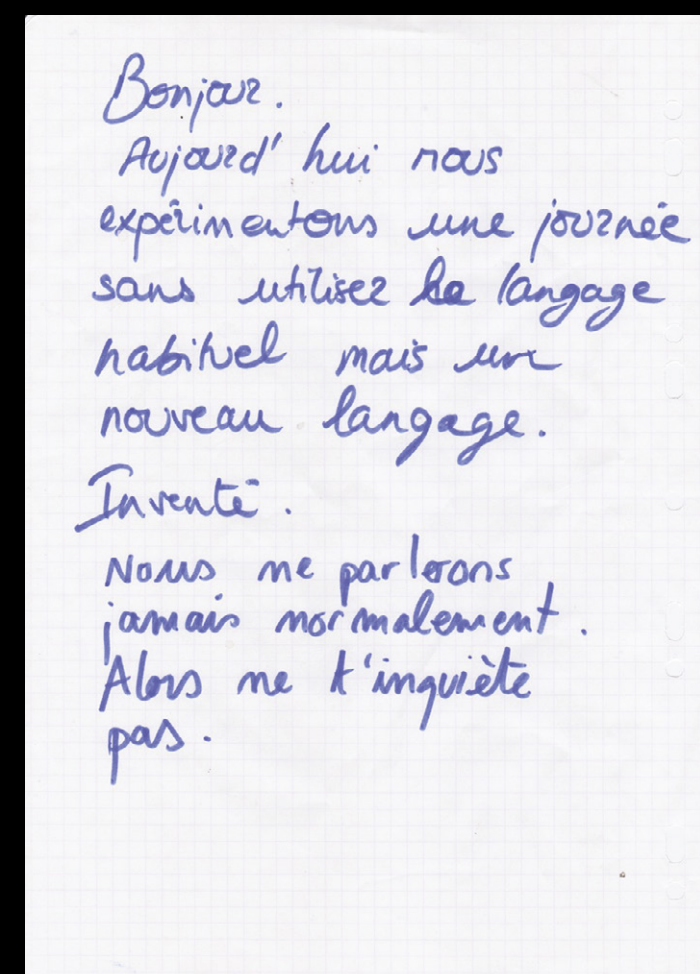 Bonjour.
Aujourd'hui nous
expérimentons une journée
sans utiliser le langage
habituel mais un
nouveau langage.
Inventé.
Nous ne parlerons
jamais normalement.
Alors ne t'inquiète
pas.